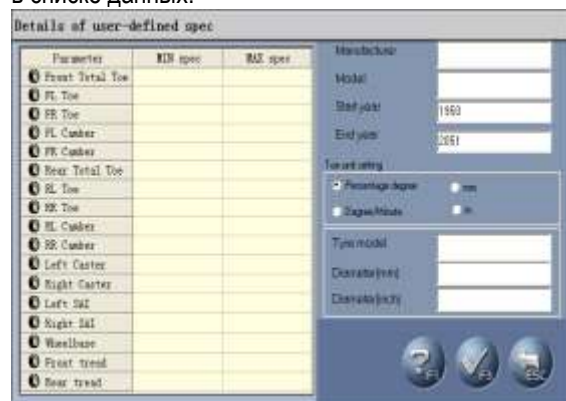 в списке данных.
Details of user-defined spec
Parameter MIN spec MAX spec
Front Total Toe
FL Toe
FR Toe
FL Camber
FR Camber
Rear Total Toe
RL Toe
RR Toe
RL Camber
RR Camber
Left Caster
Right Caster
Left SAI
Right SAI
Wheelbase
Front tread
Rear tread
Manufacturer
Model
Start year 1950
End year 2051
Toe unit setting
Percentage degree mm
Degree/Minute in
Tyre model
Diameter(mm)
Diameter(inch)
? F1
F3
ESC